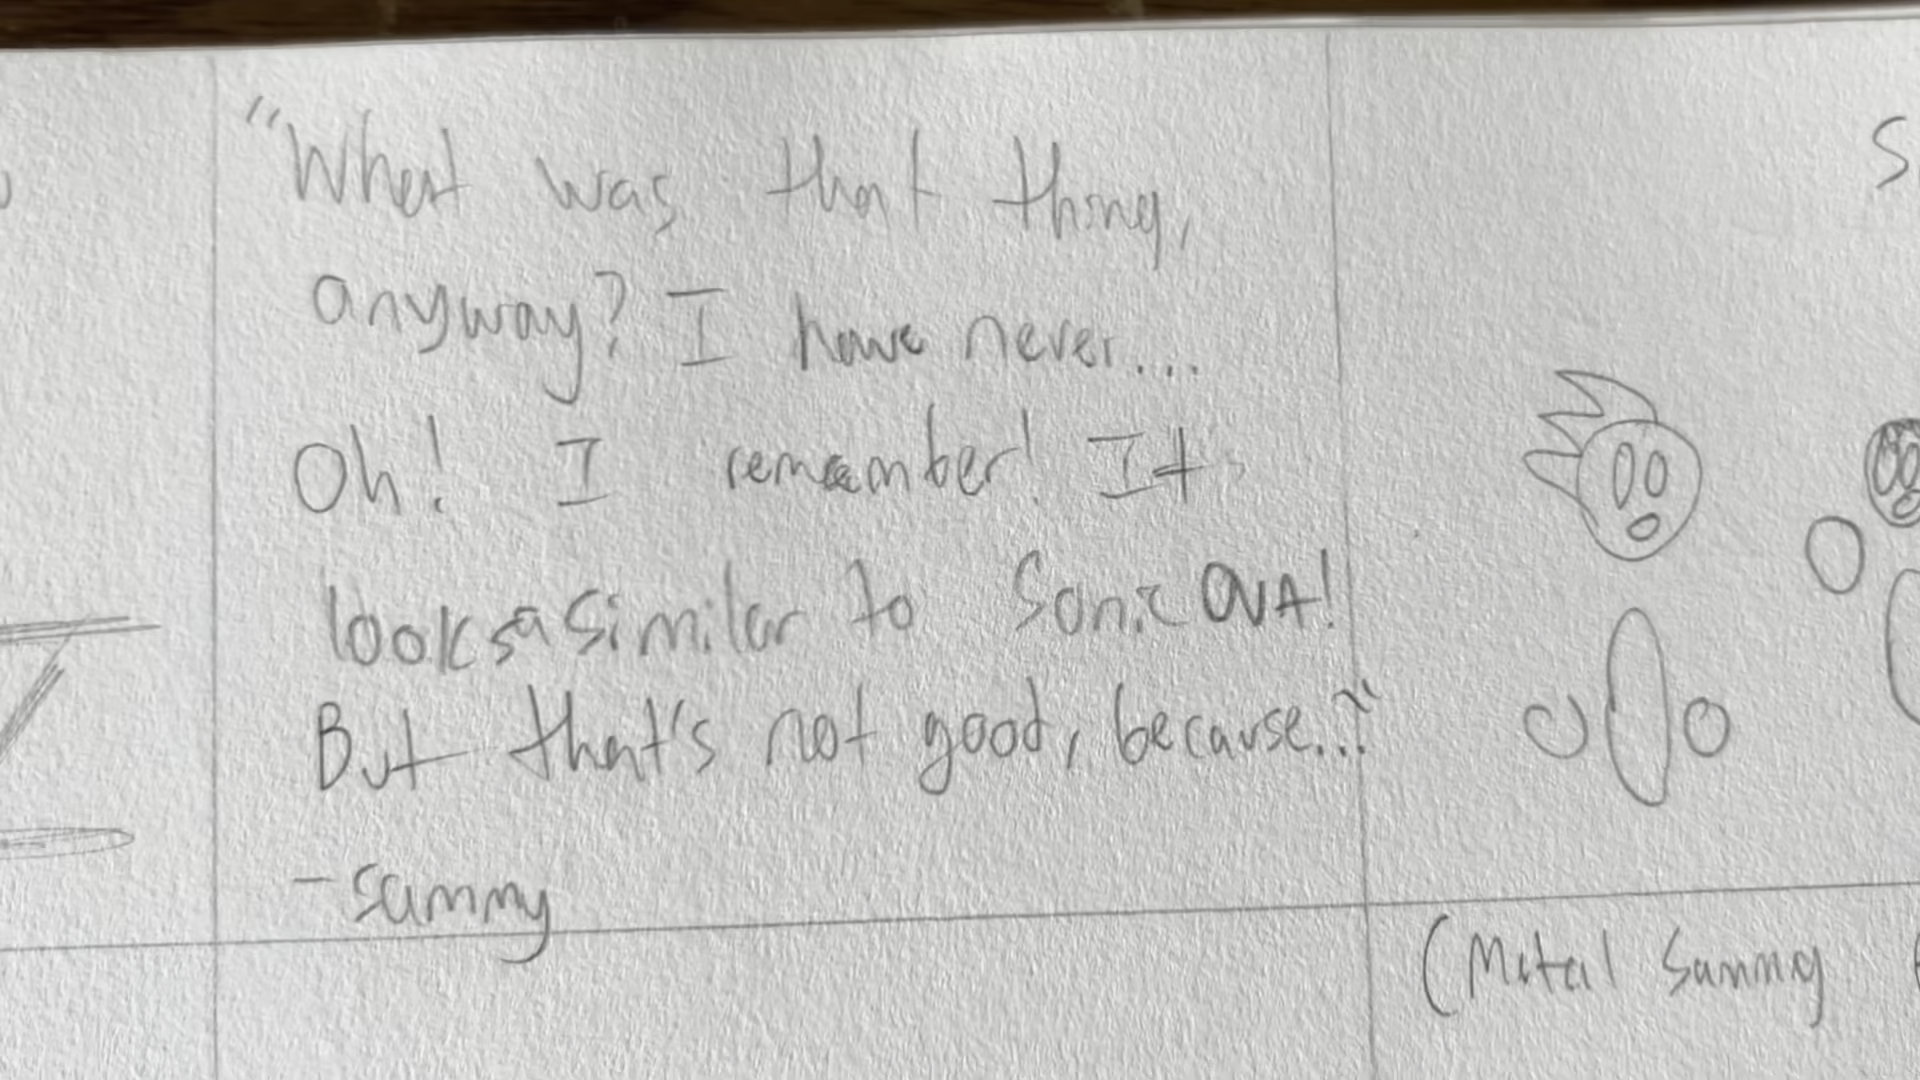 "What was that thing,
anyway? I have never...
Oh! I remember! It
looks similar to Sonic OVA!
But that's not good, because..."
- Sammy
S
(Metal Sammy